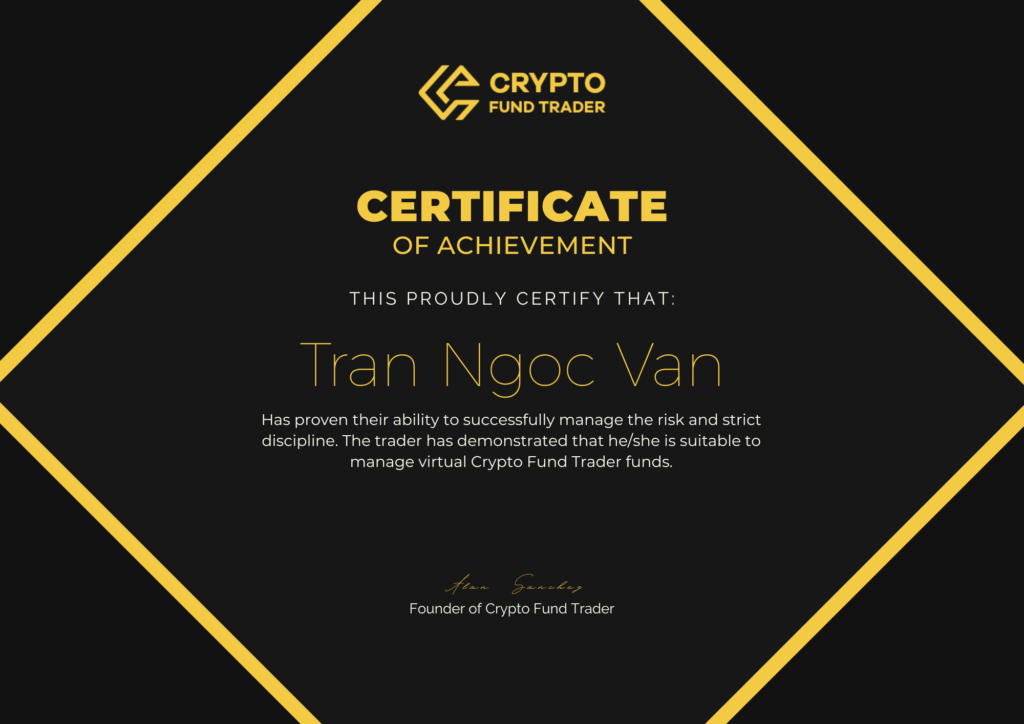 CRYPTO
FUND TRADER
CERTIFICATE
OF ACHIEVEMENT
THIS PROUDLY CERTIFY THAT:
Tran Ngoc Van
Has proven their ability to successfully manage the risk and strict
discipline. The trader has demonstrated that he/she is suitable to
manage virtual Crypto Fund Trader funds.
Alan Sanchez
Founder of Crypto Fund Trader